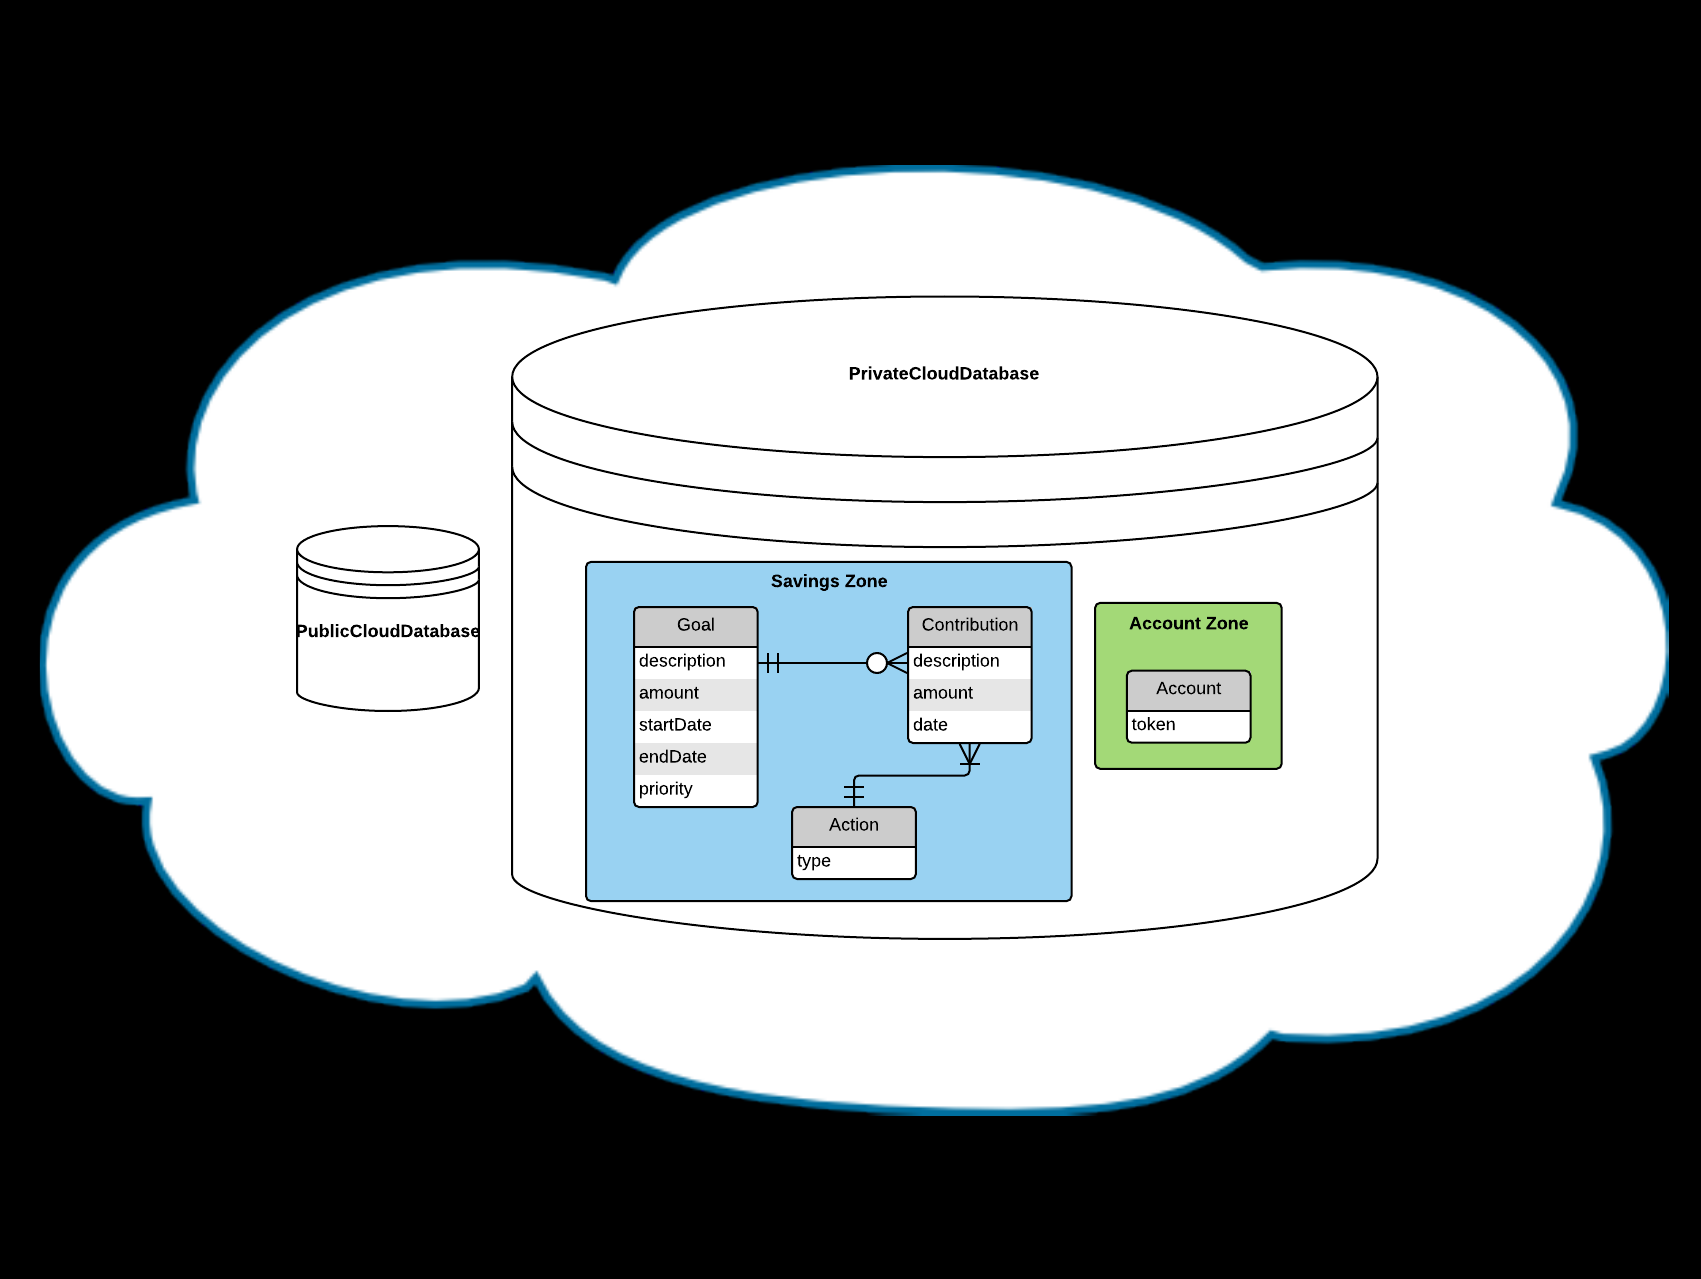 PrivateCloudDatabase
PublicCloudDatabase
Savings Zone
Goal
description
amount
startDate
endDate
priority
Contribution
description
amount
date
Action
type
Account Zone
Account
token